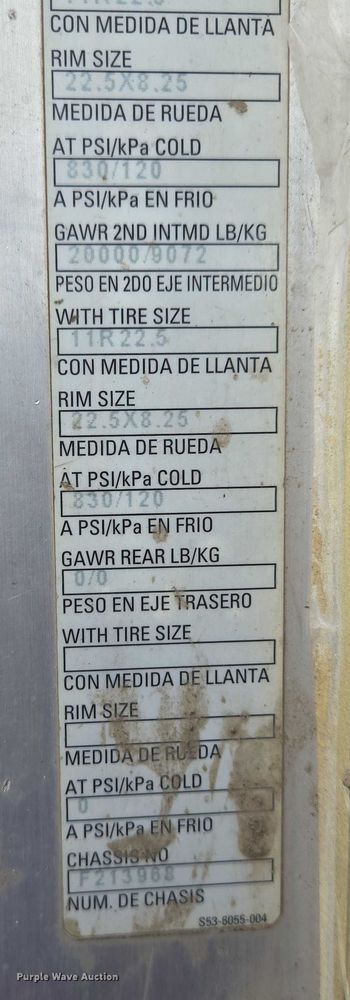 11R22.5
CON MEDIDA DE LLANTA
RIM SIZE
22.5X8.25
MEDIDA DE RUEDA
AT PSI/kPa COLD
830/120
A PSI/kPa EN FRIO
GAWR 2ND INTMD LB/KG
20000/9072
PESO EN 2DO EJE INTERMEDIO
WITH TIRE SIZE
11R22.5
CON MEDIDA DE LLANTA
RIM SIZE
22.5X8.25
MEDIDA DE RUEDA
AT PSI/kPa COLD
830/120
A PSI/kPa EN FRIO
GAWR REAR LB/KG
0/0
PESO EN EJE TRASERO
WITH TIRE SIZE
CON MEDIDA DE LLANTA
RIM SIZE
MEDIDA DE RUEDA
AT PSI/kPa COLD
0
A PSI/kPa EN FRIO
CHASSIS NO
F213968
NUM. DE CHASIS
S53-6055-004
Purple Wave Auction